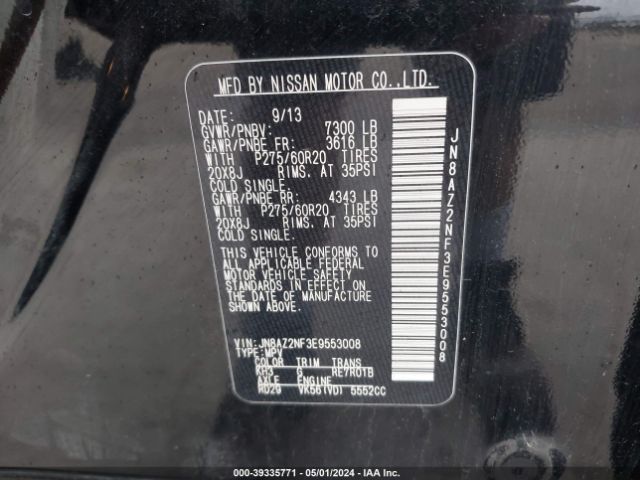 MFD BY NISSAN MOTOR CO.,LTD.
DATE: 9/13
GVWR/PNBV: 7300 LB
GAWR/PNBE FR: 3616 LB
WITH P275/60R20 TIRES
20X8J RIMS. AT 35PSI
COLD SINGLE.
GAWR/PNBE RR: 4343 LB
WITH P275/60R20 TIRES
20X8J RIMS. AT 35PSI
COLD SINGLE.
THIS VEHICLE CONFORMS TO
ALL APPLICABLE FEDERAL
MOTOR VEHICLE SAFETY
STANDARDS IN EFFECT ON
THE DATE OF MANUFACTURE
SHOWN ABOVE.
VIN:JN8AZ2NF3E9553008
TYPE:MPV
COLOR TRIM TRANS
KH3 G RE7R01B
AXLE ENGINE
RD29 VK56(VD) 5552CC
JN8AZ2NF3E9553008
000-39335771 - 05/01/2024 - IAA Inc.